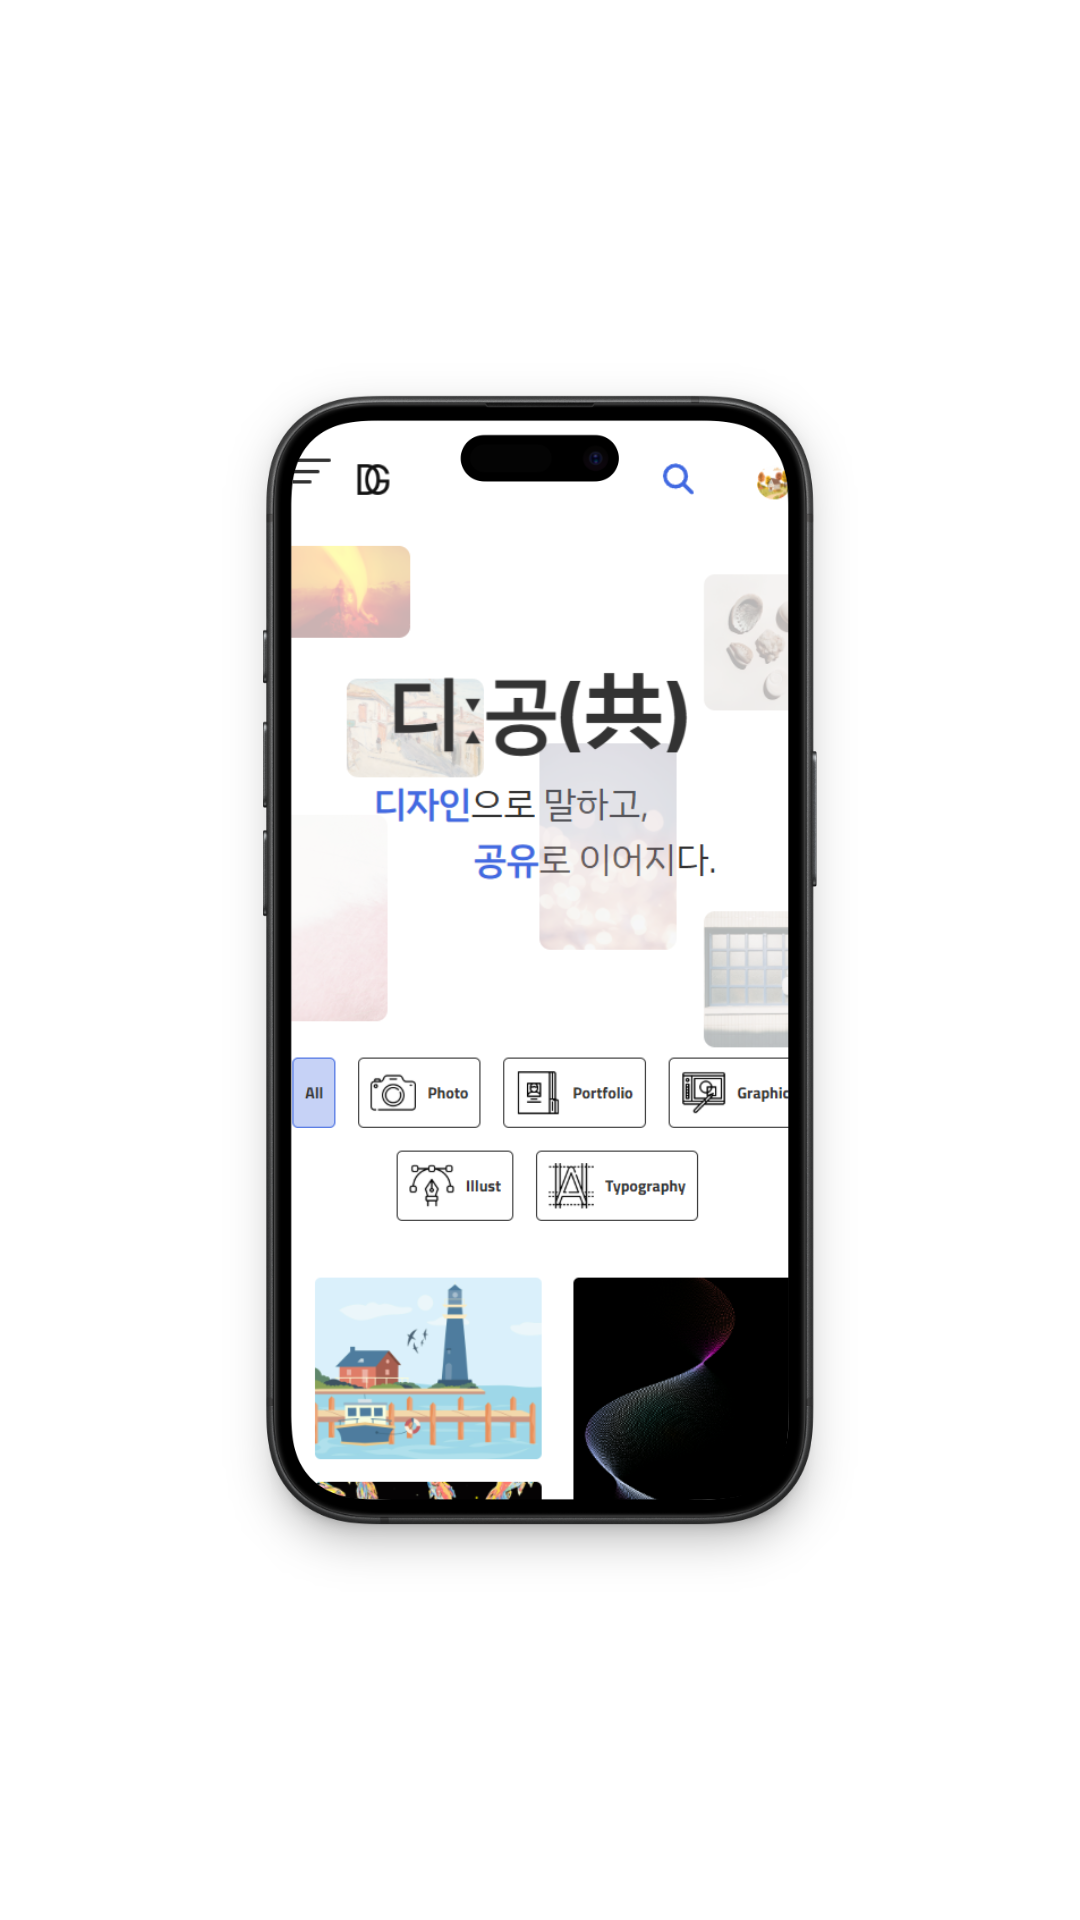 DG
디:공(共)
디자인으로 말하고,
공유로 이어지다.
All
Photo
Portfolio
Graphic
Illust
Typography